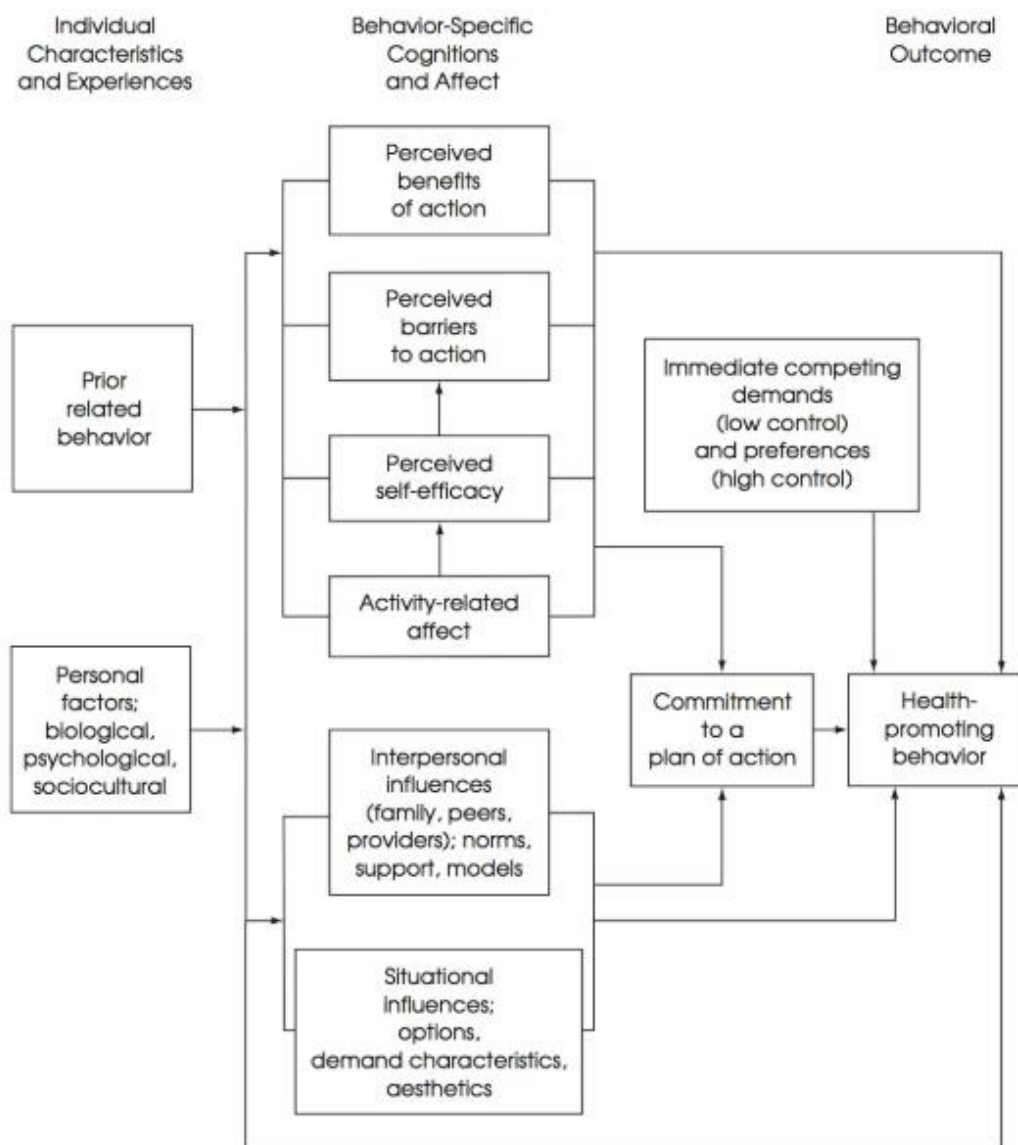 Individual
Characteristics
and Experiences
Behavior-Specific
Cognitions
and Affect
Behavioral
Outcome
Perceived
benefits
of action
Perceived
barriers
to action
Prior
related
behavior
Immediate competing
demands
(low control)
and preferences
(high control)
Perceived
self-efficacy
Activity-related
affect
Personal
factors;
biological,
psychological,
sociocultural
Commitment
to a
plan of action
Health-
promoting
behavior
Interpersonal
influences
(family, peers,
providers); norms,
support, models
Situational
influences;
options,
demand characteristics,
aesthetics